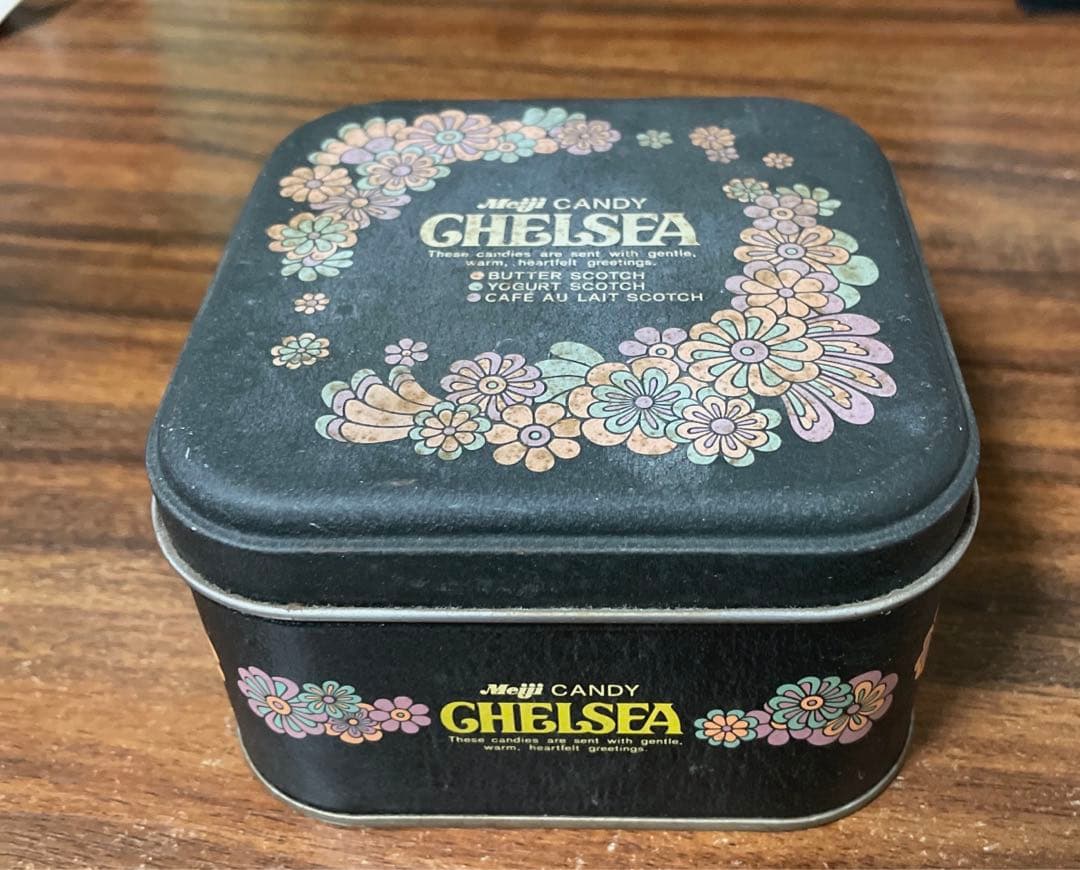 Meiji CANDY
CHELSEA
These candies are sent with gentle,
warm, heartfelt greetings.
BUTTER SCOTCH
YOGURT SCOTCH
CAFÉ AU LAIT SCOTCH
Meiji CANDY
CHELSEA
These candies are sent with gentle,
warm, heartfelt greetings.